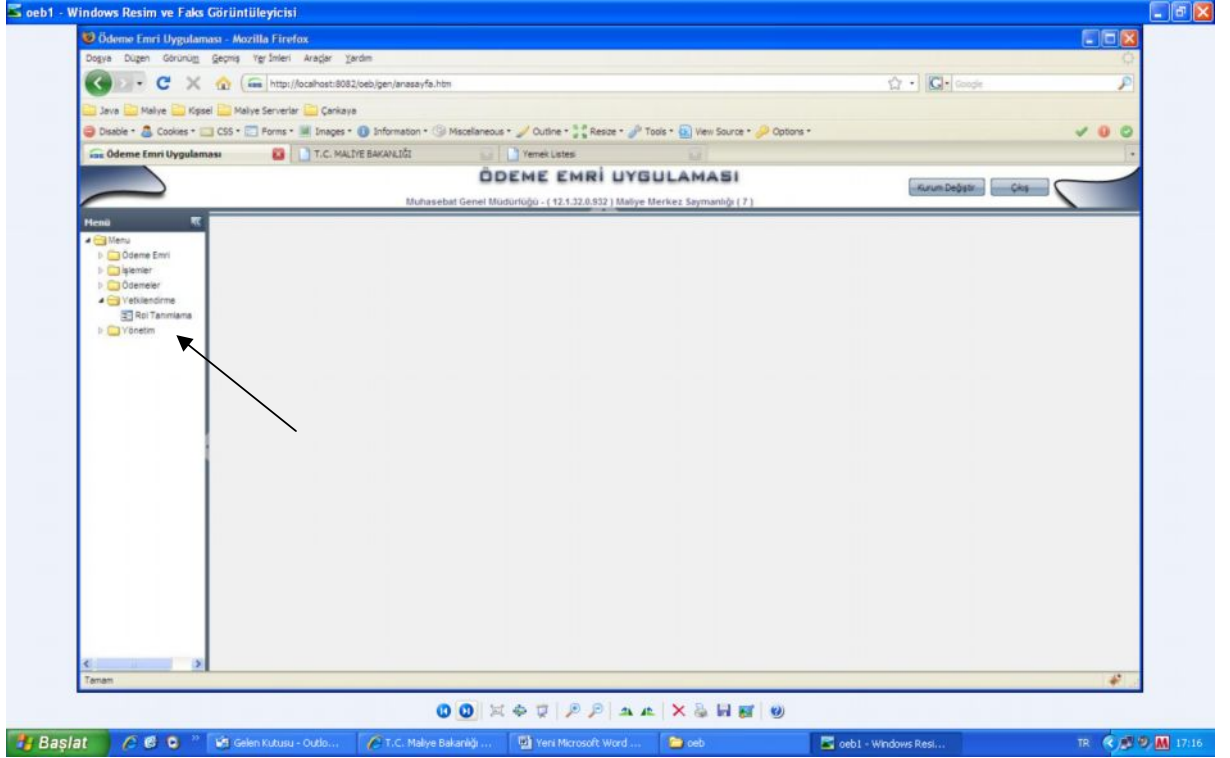 oeb1 - Windows Resim ve Faks Görüntüleyicisi
Ödeme Emri Uygulaması - Mozilla Firefox
Dosya Düzen Görünüm Geçmiş Yer İmleri Araçlar Yardım
http://localhost:8082/oeb/gen/anasayfa.htm
Google
Java Maliye Kişisel Maliye Serverlar Çankaya
Disable Cookies CSS Forms Images Information Miscellaneous Outline Resize Tools View Source Options
Ödeme Emri Uygulaması T.C. MALİYE BAKANLIĞI Yemek Listesi
ÖDEME EMRİ UYGULAMASI
Kurum Değiştir Çıkış
Muhasebat Genel Müdürlüğü - ( 12.1.32.0.932 ) Maliye Merkez Saymanlığı ( 7 )
Menü
Menu
Ödeme Emri
İşlemler
Ödemeler
Yetkilendirme
Rol Tanımlama
Yönetim
Tamam
Başlat Gelen Kutusu - Outlo... T.C. Maliye Bakanlığı ... Yeni Microsoft Word ... oeb oeb1 - Windows Resi... TR 17:16